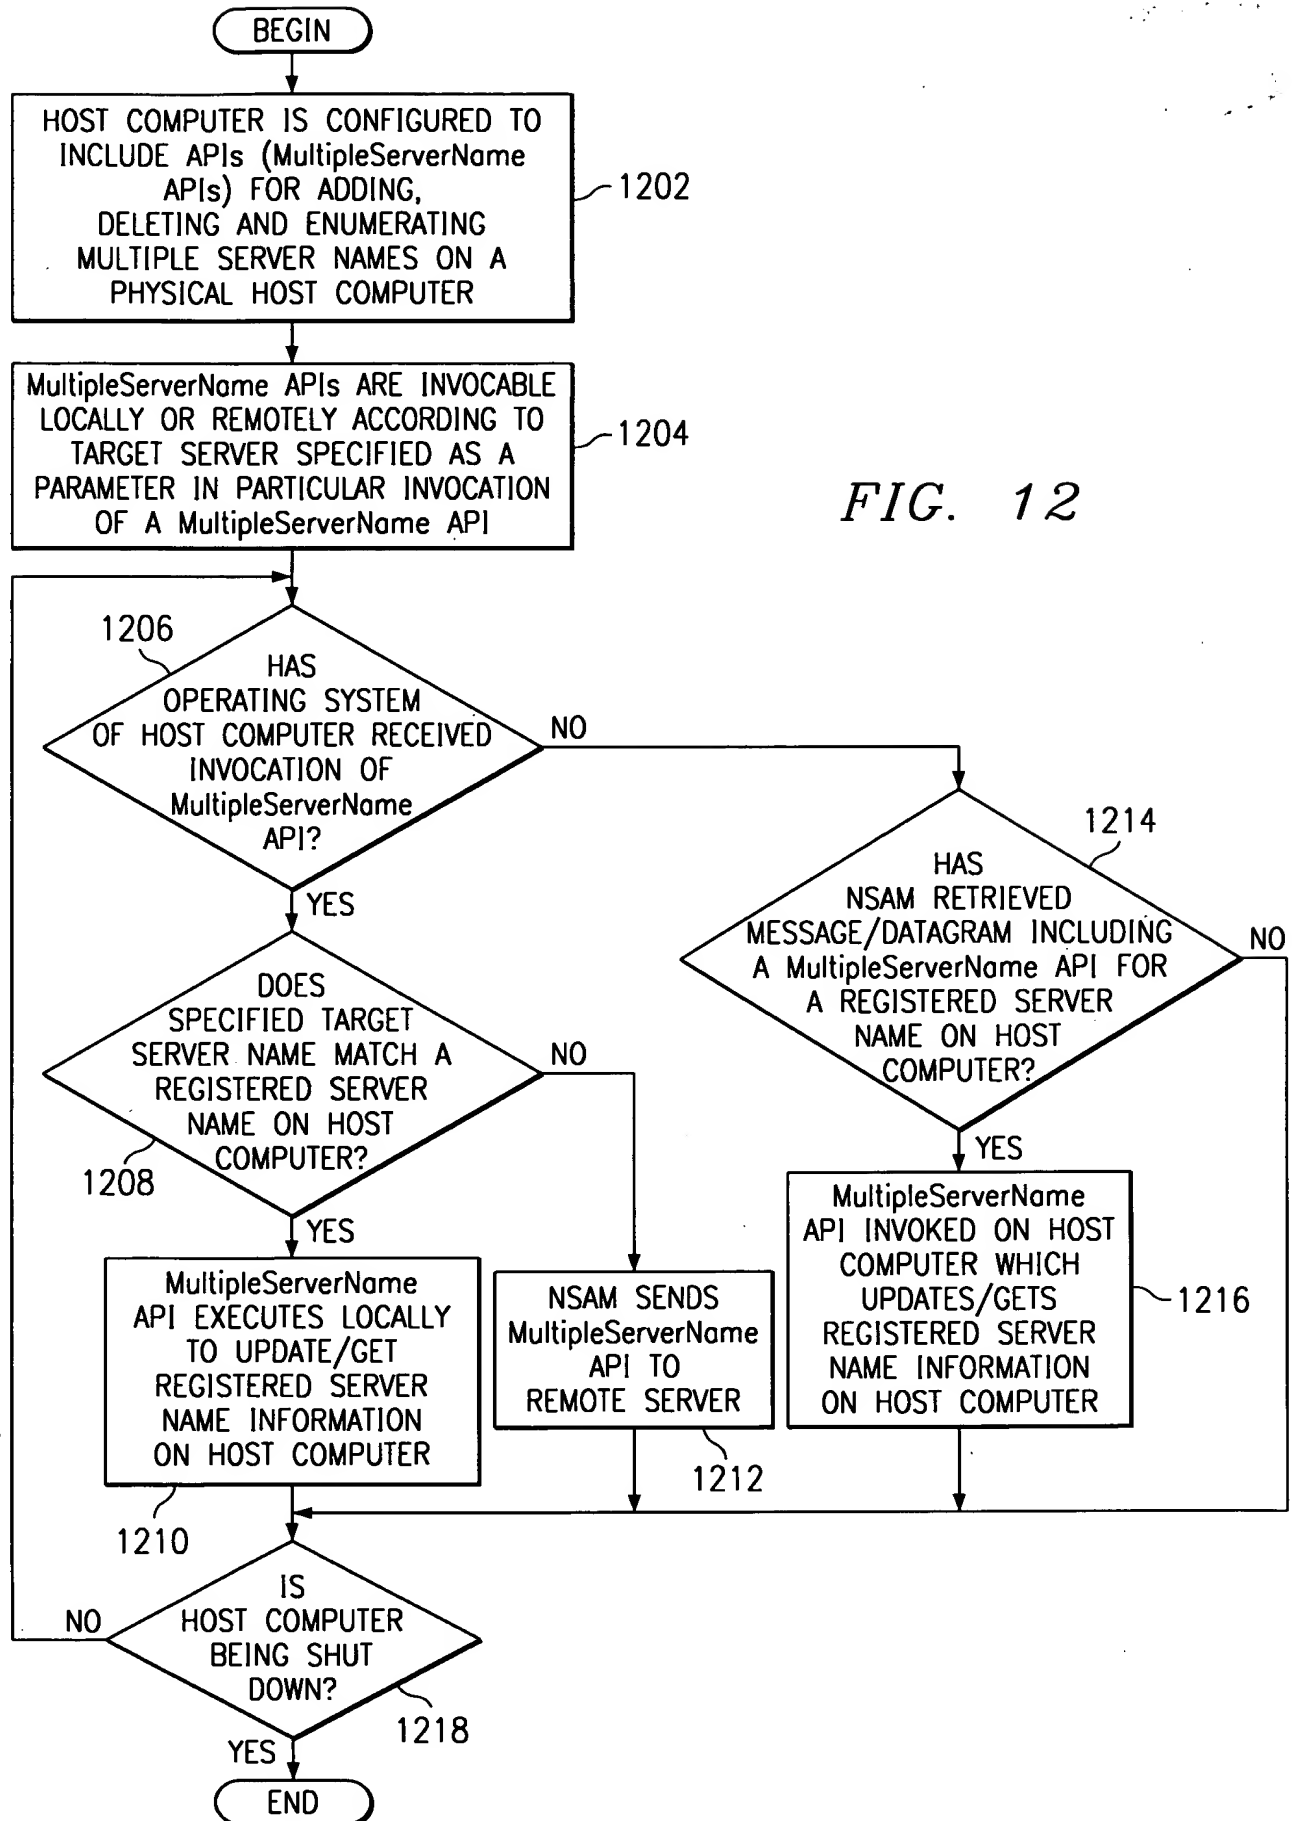 BEGIN
HOST COMPUTER IS CONFIGURED TO
INCLUDE APIs (MultipleServerName
APIs) FOR ADDING,
DELETING AND ENUMERATING
MULTIPLE SERVER NAMES ON A
PHYSICAL HOST COMPUTER
1202
MultipleServerName APIs ARE INVOCABLE
LOCALLY OR REMOTELY ACCORDING TO
TARGET SERVER SPECIFIED AS A
PARAMETER IN PARTICULAR INVOCATION
OF A MultipleServerName API
1204
FIG. 12
1206
HAS
OPERATING SYSTEM
OF HOST COMPUTER RECEIVED
INVOCATION OF
MultipleServerName
API?
NO
YES
1214
HAS
NSAM RETRIEVED
MESSAGE/DATAGRAM INCLUDING
A MultipleServerName API FOR
A REGISTERED SERVER
NAME ON HOST
COMPUTER?
NO
YES
DOES
SPECIFIED TARGET
SERVER NAME MATCH A
REGISTERED SERVER
NAME ON HOST
COMPUTER?
1208
NO
YES
MultipleServerName
API EXECUTES LOCALLY
TO UPDATE/GET
REGISTERED SERVER
NAME INFORMATION
ON HOST COMPUTER
1210
NSAM SENDS
MultipleServerName
API TO
REMOTE SERVER
1212
MultipleServerName
API INVOKED ON HOST
COMPUTER WHICH
UPDATES/GETS
REGISTERED SERVER
NAME INFORMATION
ON HOST COMPUTER
1216
IS
HOST COMPUTER
BEING SHUT
DOWN?
NO
1218
YES
END